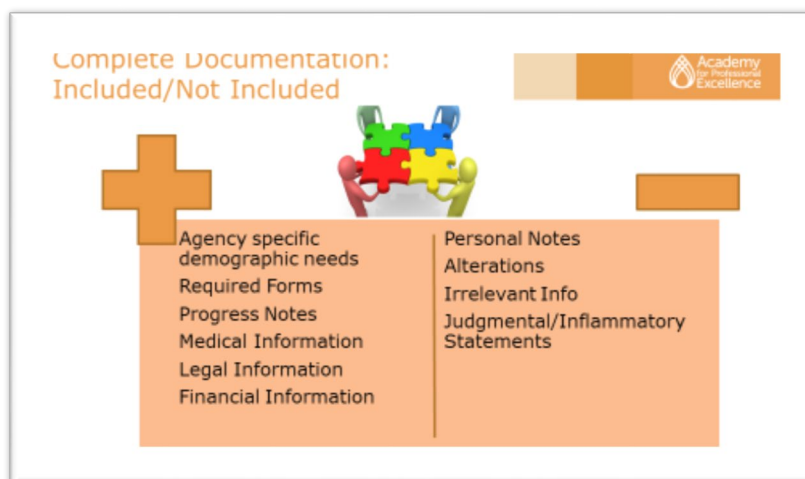 Complete Documentation:
Included/Not Included
Academy
for Professional
Excellence
Agency specific
demographic needs
Required Forms
Progress Notes
Medical Information
Legal Information
Financial Information
Personal Notes
Alterations
Irrelevant Info
Judgmental/Inflammatory
Statements